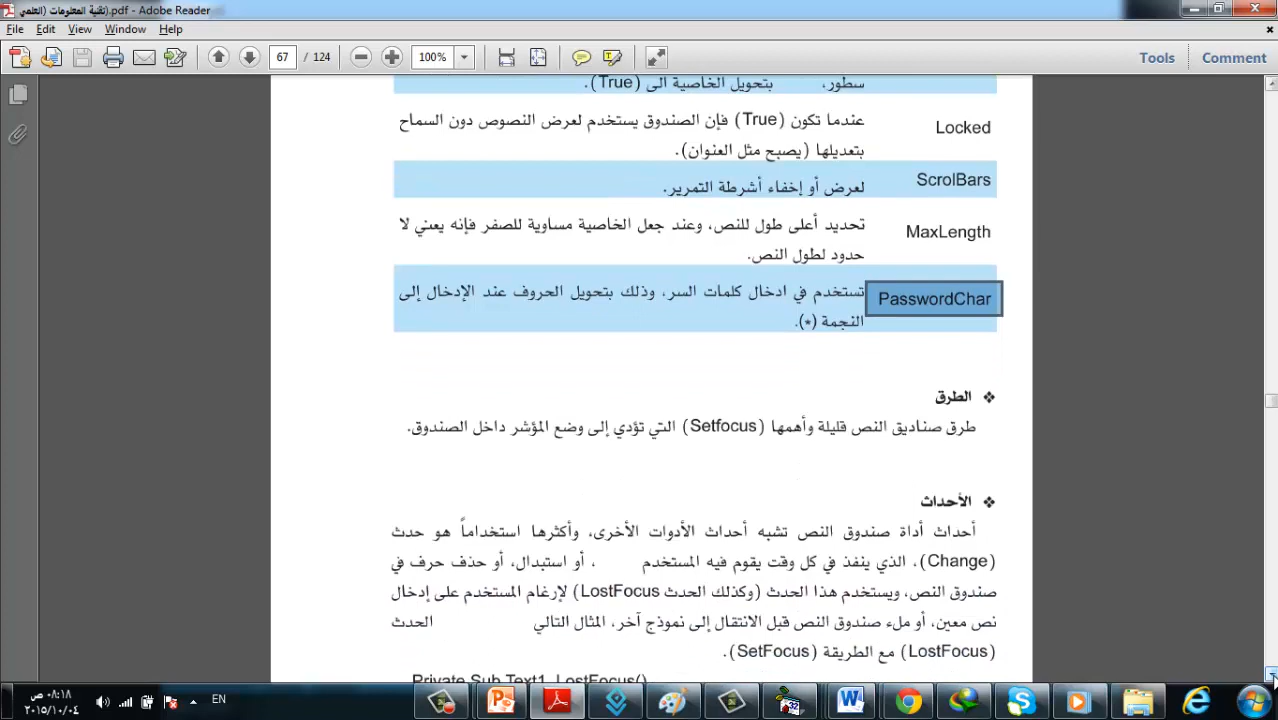 تقنية المعلومات (العلمي).pdf - Adobe Reader
File Edit View Window Help
67 / 124 100% Tools Comment
سطور، بتحويل الخاصية الى (True).
Locked عندما تكون (True) فإن الصندوق يستخدم لعرض النصوص دون السماح
بتعديلها (يصبح مثل العنوان).
ScrolBars لعرض أو إخفاء أشرطة التمرير.
MaxLength تحديد أعلى طول للنص، وعند جعل الخاصية مساوية للصفر فإنه يعني لا
حدود لطول النص.
PasswordChar تستخدم في ادخال كلمات السر، وذلك بتحويل الحروف عند الإدخال إلى
النجمة (*).
❖ الطرق
طرق صناديق النص قليلة وأهمها (Setfocus) التي تؤدي إلى وضع المؤشر داخل الصندوق.
❖ الأحداث
أحداث أداة صندوق النص تشبه أحداث الأدوات الأخرى، وأكثرها استخداماً هو حدث
(Change)، الذي ينفذ في كل وقت يقوم فيه المستخدم ، أو استبدال، أو حذف حرف في
صندوق النص، ويستخدم هذا الحدث (وكذلك الحدث LostFocus) لإرغام المستخدم على إدخال
نص معين، أو ملء صندوق النص قبل الانتقال إلى نموذج آخر، المثال التالي الحدث
(LostFocus) مع الطريقة (SetFocus).
Private Sub Text1_LostFocus()
EN
٠٨:١٨ ص
٢٠١٥/١٠/٠٤